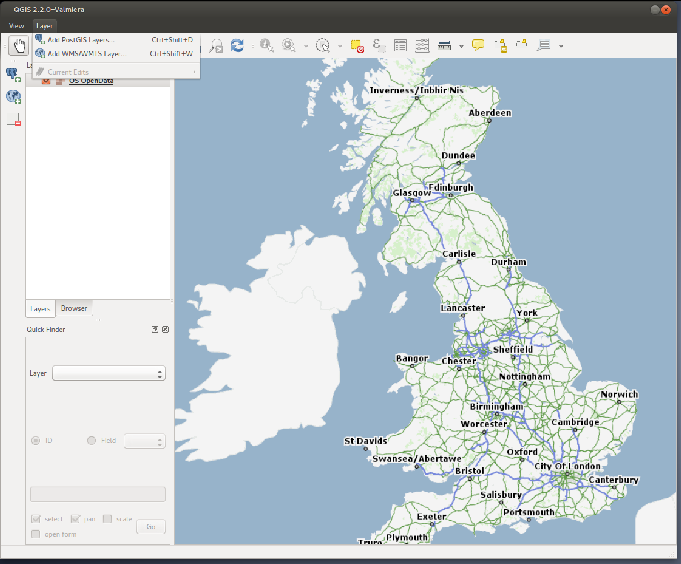 QGIS 2.2.0-Valmiera
View Layer
Add PostGIS Layers... Ctrl+Shift+D
Add WMS/WMTS Layer... Ctrl+Shift+W
Current Edits
OS OpenData
Inverness/Inbhir Nis
Aberdeen
Dundee
Edinburgh
Glasgow
Carlisle
Durham
Lancaster
York
Layers Browser
Quick Finder
Sheffield
Bangor
Chester
Layer
Nottingham
Norwich
Birmingham
Worcester
Cambridge
ID Field
St Davids
Swansea/Abertawe
Oxford
City Of London
Bristol
Canterbury
Salisbury
Portsmouth
Exeter
select pan scale Go
open form
Plymouth
Truro